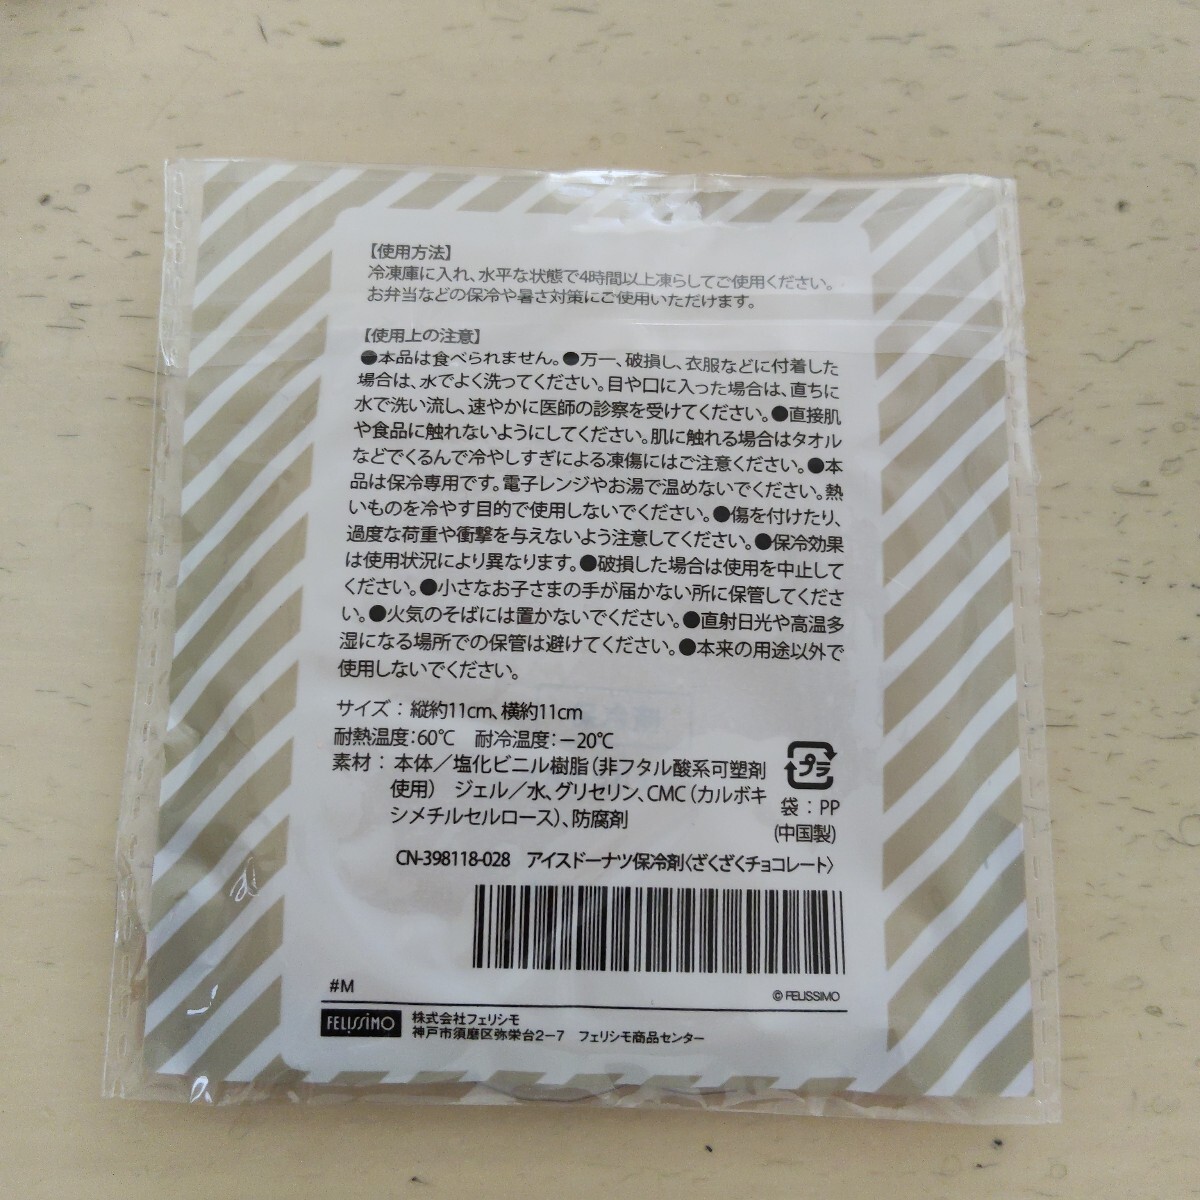 【使用方法】
冷凍庫に入れ、水平な状態で4時間以上凍らしてご使用ください。
お弁当などの保冷や暑さ対策にご使用いただけます。
【使用上の注意】
●本品は食べられません。●万一、破損し、衣服などに付着した
場合は、水でよく洗ってください。目や口に入った場合は、直ちに
水で洗い流し、速やかに医師の診察を受けてください。●直接肌
や食品に触れないようにしてください。肌に触れる場合はタオル
などでくるんで冷やしすぎによる凍傷にはご注意ください。●本
品は保冷専用です。電子レンジやお湯で温めないでください。熱
いものを冷やす目的で使用しないでください。●傷を付けたり、
過度な荷重や衝撃を与えないよう注意してください。●保冷効果
は使用状況により異なります。●破損した場合は使用を中止して
ください。●小さなお子さまの手が届かない所に保管してくださ
い。●火気のそばには置かないでください。●直射日光や高温多
湿になる場所での保管は避けてください。●本来の用途以外で
使用しないでください。
サイズ：縦約11cm、横約11cm
耐熱温度：60℃　耐冷温度：−20℃
素材：本体／塩化ビニル樹脂（非フタル酸系可塑剤
使用）　ジェル／水、グリセリン、CMC（カルボキ
シメチルセルロース）、防腐剤
プラ
袋：PP
(中国製)
CN-398118-028　アイスドーナツ保冷剤〈ざくざくチョコレート〉
#M
© FELISSIMO
FELISSIMO
株式会社フェリシモ
神戸市須磨区弥栄台2−7　フェリシモ商品センター